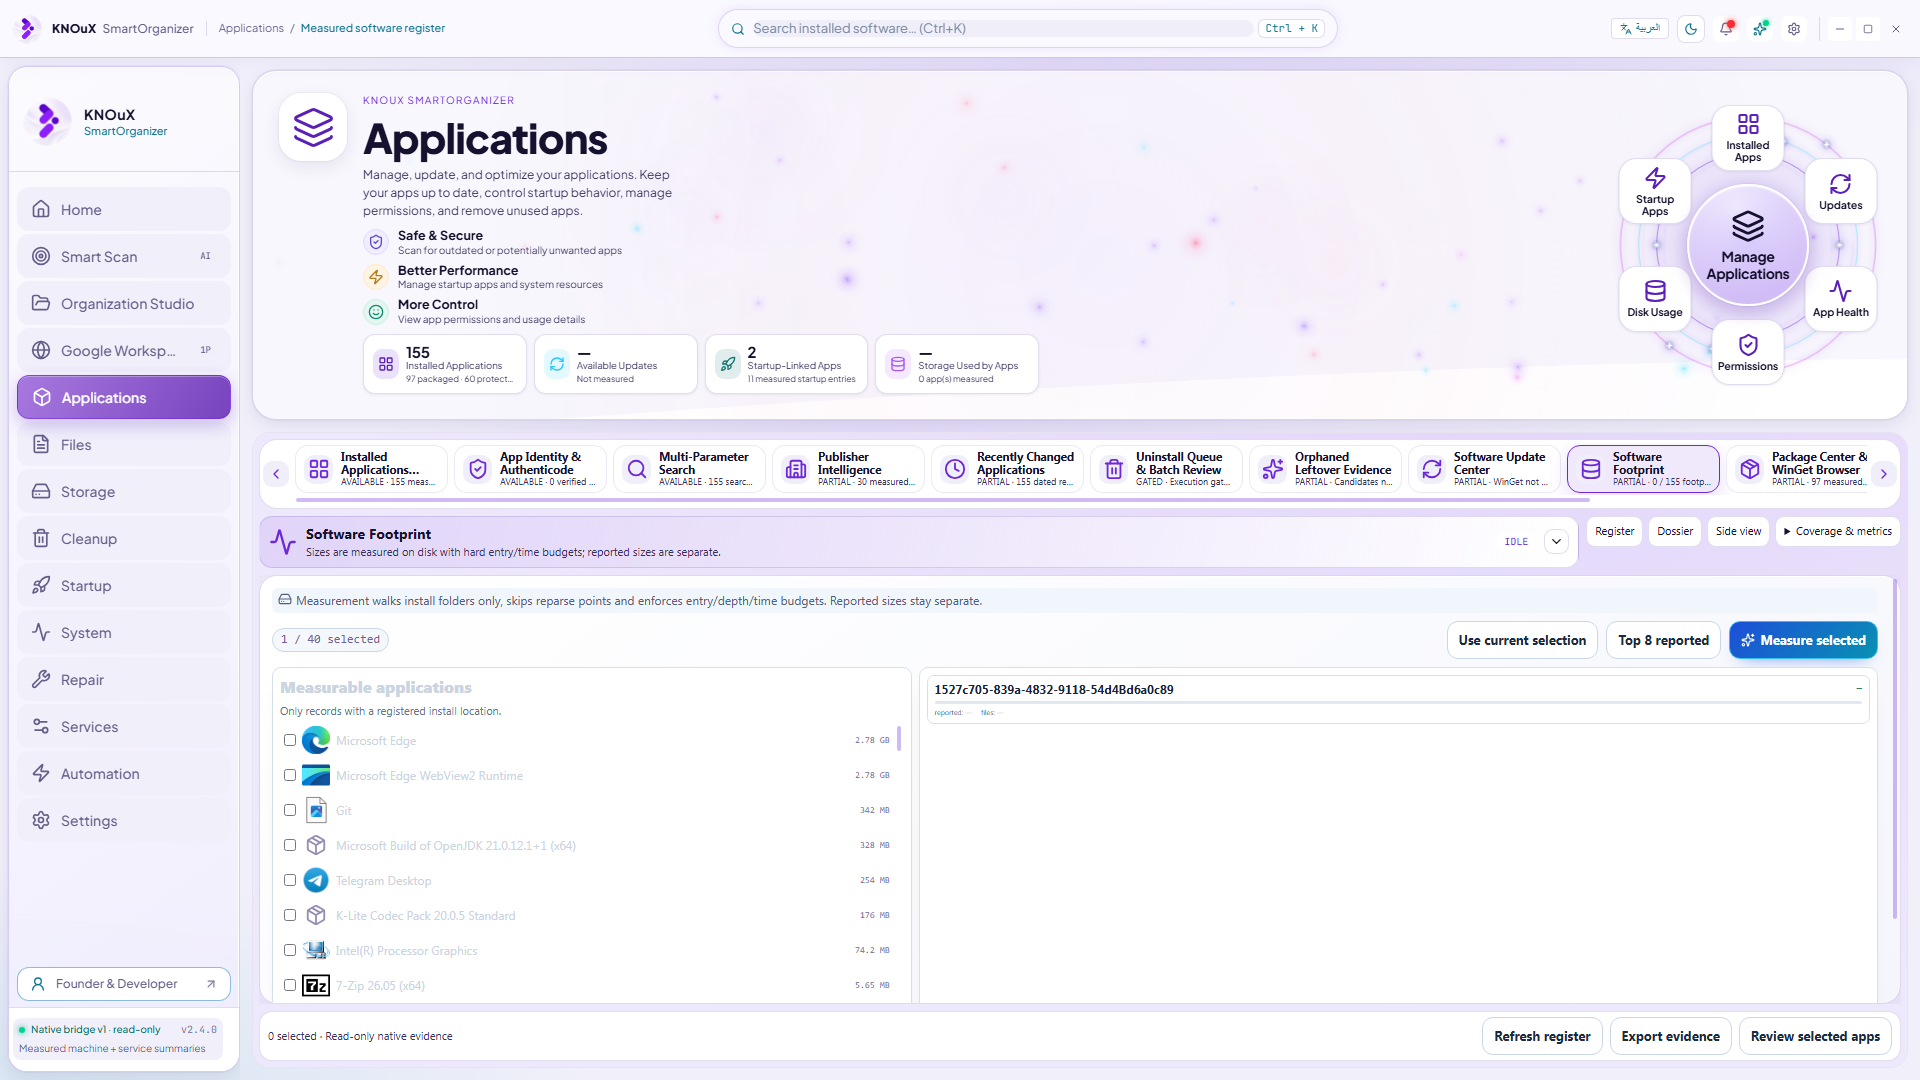 KNOuX SmartOrganizer
Applications / Measured software register
Search installed software... (Ctrl+K)
Ctrl + K
العربية
KNOuX
SmartOrganizer
Home
Smart Scan AI
Organization Studio
Google Worksp... 1P
Applications
Files
Storage
Cleanup
Startup
System
Repair
Services
Automation
Settings
Founder & Developer
Native bridge v1 · read-only v2.4.0
Measured machine + service summaries
KNOUX SMARTORGANIZER
Applications
Manage, update, and optimize your applications. Keep
your apps up to date, control startup behavior, manage
permissions, and remove unused apps.
Safe & Secure
Scan for outdated or potentially unwanted apps
Better Performance
Manage startup apps and system resources
More Control
View app permissions and usage details
155
Installed Applications
97 packaged · 60 protect...
—
Available Updates
Not measured
2
Startup-Linked Apps
11 measured startup entries
—
Storage Used by Apps
0 app(s) measured
Installed
Apps
Startup
Apps
Updates
Manage
Applications
Disk Usage
App Health
Permissions
Installed
Applications...
AVAILABLE · 155 meas...
App Identity &
Authenticode
AVAILABLE · 0 verified ...
Multi-Parameter
Search
AVAILABLE · 155 searc...
Publisher
Intelligence
PARTIAL · 30 measured...
Recently Changed
Applications
PARTIAL · 155 dated re...
Uninstall Queue
& Batch Review
GATED · Execution gat...
Orphaned
Leftover Evidence
PARTIAL · Candidates n...
Software Update
Center
PARTIAL · WinGet not ...
Software
Footprint
PARTIAL · 0 / 155 footp...
Package Center &
WinGet Browser
PARTIAL · 97 measured...
Software Footprint
Sizes are measured on disk with hard entry/time budgets; reported sizes are separate.
IDLE
Register
Dossier
Side view
Coverage & metrics
Measurement walks install folders only, skips reparse points and enforces entry/depth/time budgets. Reported sizes stay separate.
1 / 40 selected
Use current selection
Top 8 reported
Measure selected
Measurable applications
Only records with a registered install location.
Microsoft Edge 2.78 GB
Microsoft Edge WebView2 Runtime 2.78 GB
Git 342 MB
Microsoft Build of OpenJDK 21.0.12.1+1 (x64) 328 MB
Telegram Desktop 254 MB
K-Lite Codec Pack 20.0.5 Standard 176 MB
Intel(R) Processor Graphics 74.2 MB
7-Zip 26.05 (x64) 5.65 MB
1527c705-839a-4832-9118-54d4Bd6a0c89 —
reported: — files: —
0 selected · Read-only native evidence
Refresh register
Export evidence
Review selected apps